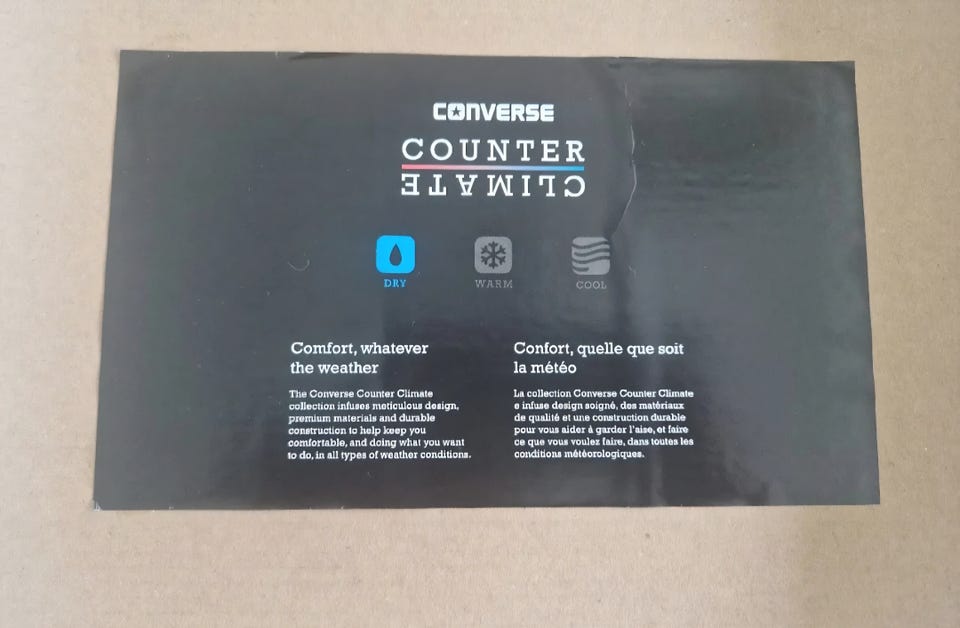 CONVERSE
COUNTER
CLIMATE
DRY
WARM
COOL
Comfort, whatever
the weather
The Converse Counter Climate
collection infuses meticulous design,
premium materials and durable
construction to help keep you
comfortable, and doing what you want
to do, in all types of weather conditions.
Confort, quelle que soit
la météo
La collection Converse Counter Climate
e infuse design soigné, des matériaux
de qualité et une construction durable
pour vous aider à garder l'aise, et faire
ce que vous voulez faire, dans toutes les
conditions météorologiques.